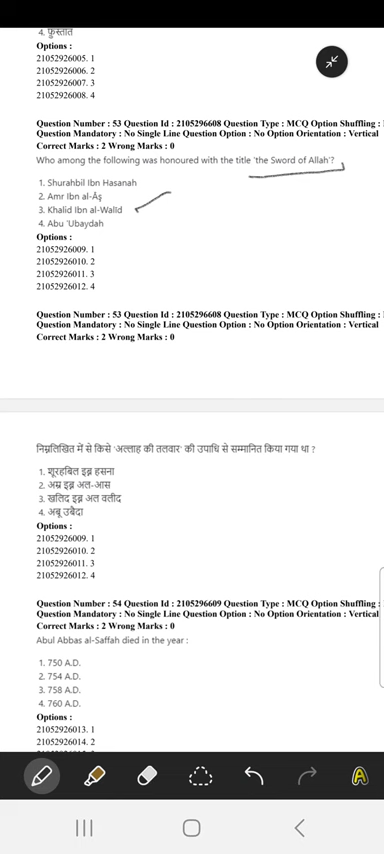 4. फुस्तात
Options :
21052926005. 1
21052926006. 2
21052926007. 3
21052926008. 4
Question Number : 53 Question Id : 2105296608 Question Type : MCQ Option Shuffling :
Question Mandatory : No Single Line Question Option : No Option Orientation : Vertical
Correct Marks : 2 Wrong Marks : 0
Who among the following was honoured with the title 'the Sword of Allah'?
1. Shurahbil Ibn Hasanah
2. Amr Ibn al-Âş
3. Khalid Ibn al-Walīd
4. Abu 'Ubaydah
Options :
21052926009. 1
21052926010. 2
21052926011. 3
21052926012. 4
Question Number : 53 Question Id : 2105296608 Question Type : MCQ Option Shuffling :
Question Mandatory : No Single Line Question Option : No Option Orientation : Vertical
Correct Marks : 2 Wrong Marks : 0
निम्नलिखित में से किसे 'अल्लाह की तलवार' की उपाधि से सम्मानित किया गया था ?
1. शूरहबिल इब्न हसना
2. अम्र इब्न अल-आस
3. खलिद इब्न अल वलीद
4. अबू उबैदा
Options :
21052926009. 1
21052926010. 2
21052926011. 3
21052926012. 4
Question Number : 54 Question Id : 2105296609 Question Type : MCQ Option Shuffling :
Question Mandatory : No Single Line Question Option : No Option Orientation : Vertical
Correct Marks : 2 Wrong Marks : 0
Abul Abbas al-Saffah died in the year :
1. 750 A.D.
2. 754 A.D.
3. 758 A.D.
4. 760 A.D.
Options :
21052926013. 1
21052926014. 2